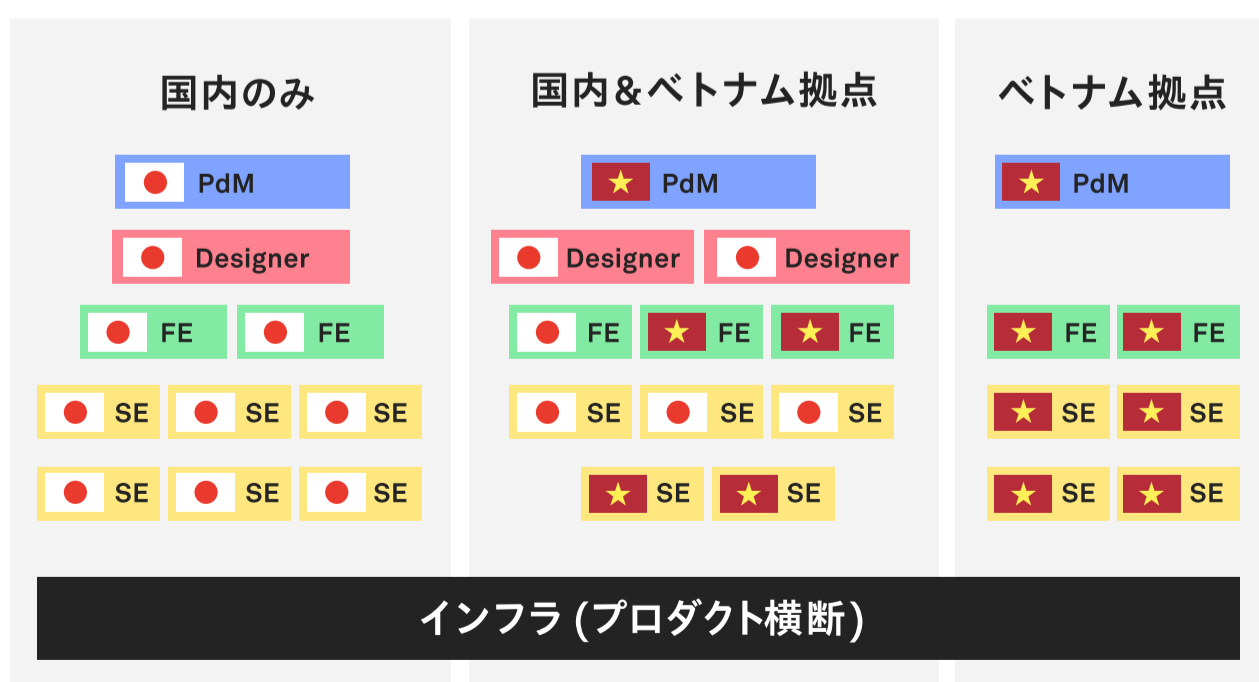 国内のみ
PdM
Designer
FE FE
SE SE SE
SE SE SE
国内&ベトナム拠点
PdM
Designer Designer
FE FE FE
SE SE SE
SE SE
ベトナム拠点
PdM
FE FE
SE SE
SE SE
インフラ (プロダクト横断)